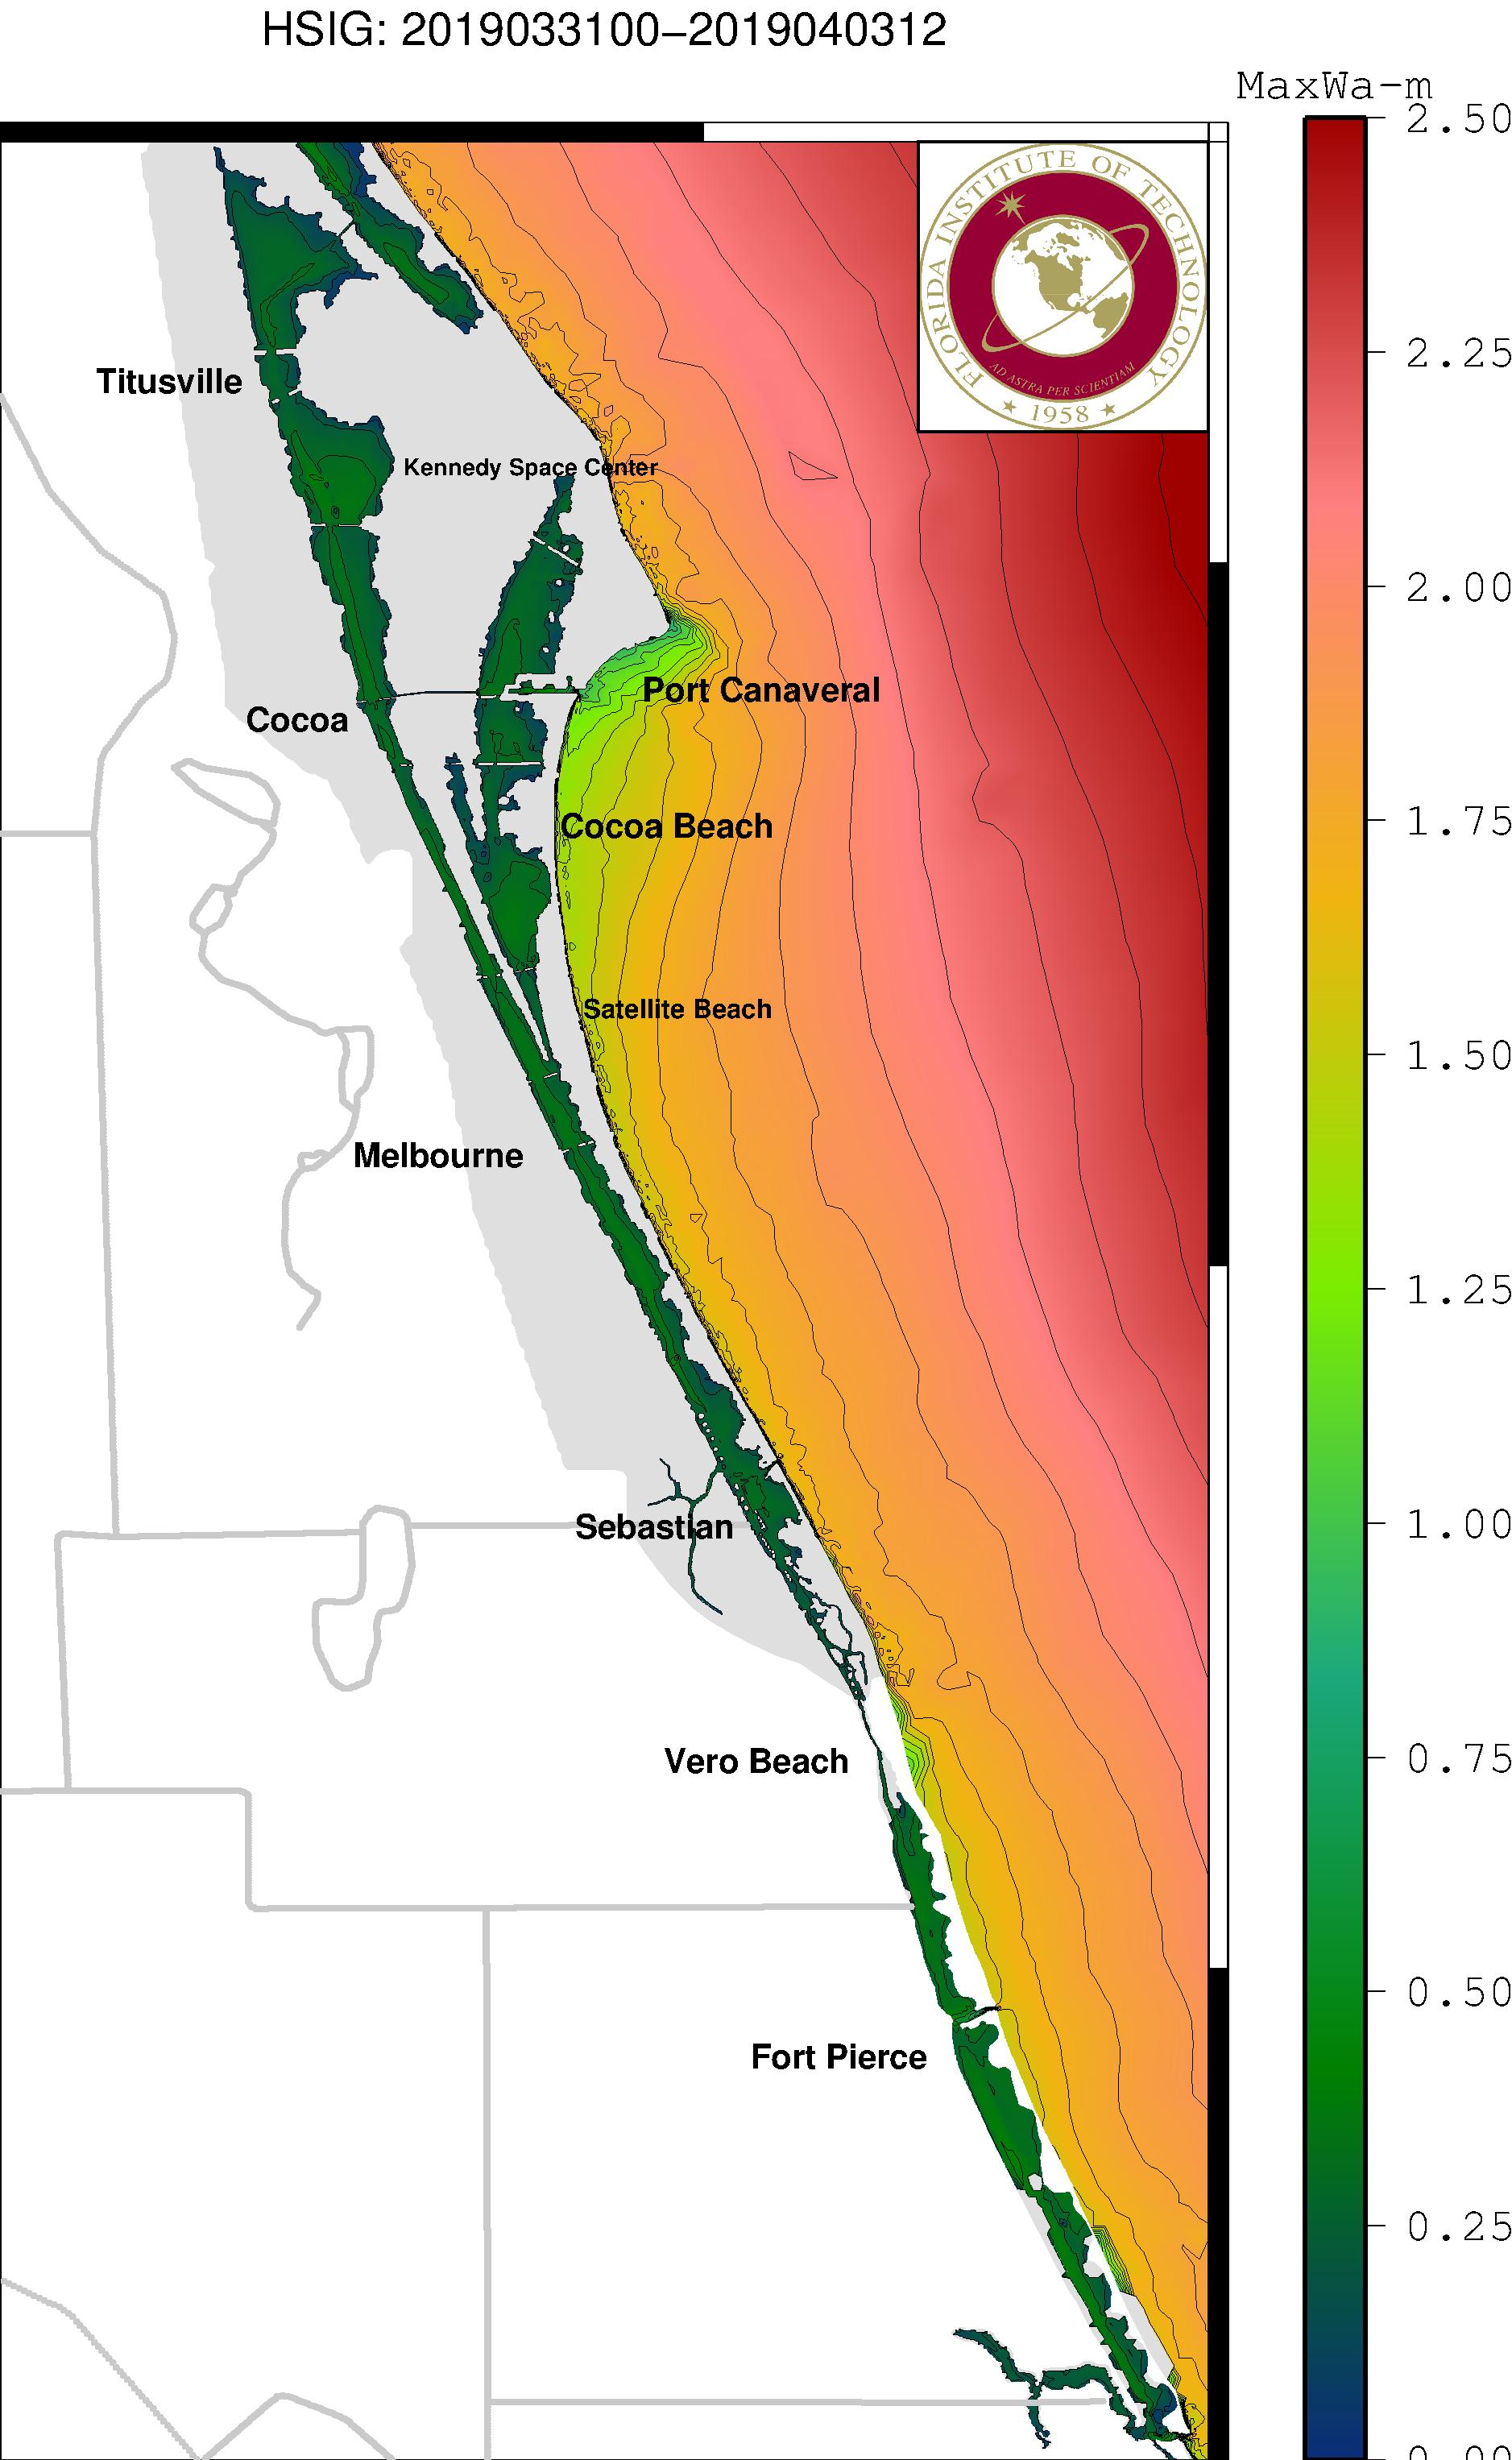 HSIG: 2019033100−2019040312
MaxWa−m
2.50
2.25
2.00
1.75
1.50
1.25
1.00
0.75
0.50
0.25
0.00
FLORIDA INSTITUTE OF TECHNOLOGY
AD ASTRA PER SCIENTIAM
★ 1958 ★
Titusville
Kennedy Space Center
Port Canaveral
Cocoa
Cocoa Beach
Satellite Beach
Melbourne
Sebastian
Vero Beach
Fort Pierce